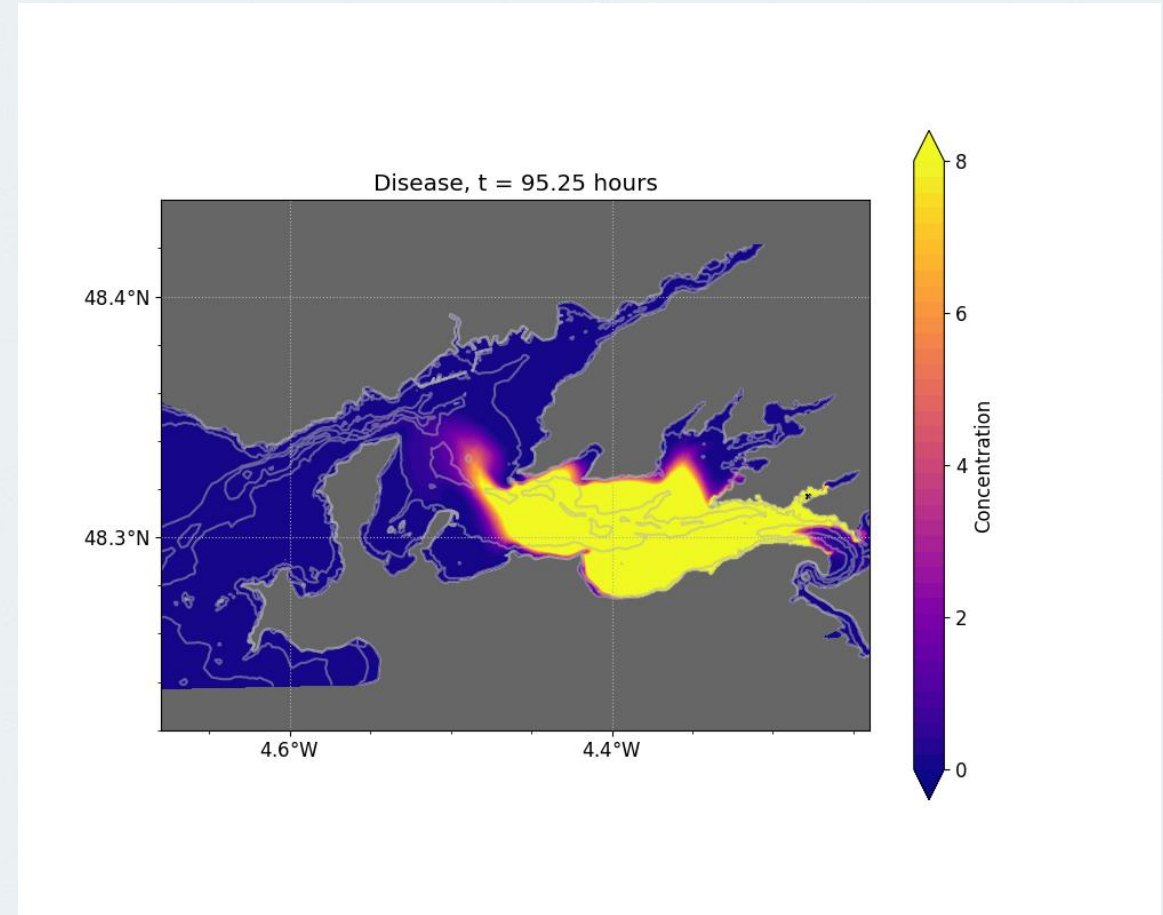 Disease, t = 95.25 hours
48.4°N
48.3°N
4.6°W
4.4°W
8
6
4
2
0
Concentration